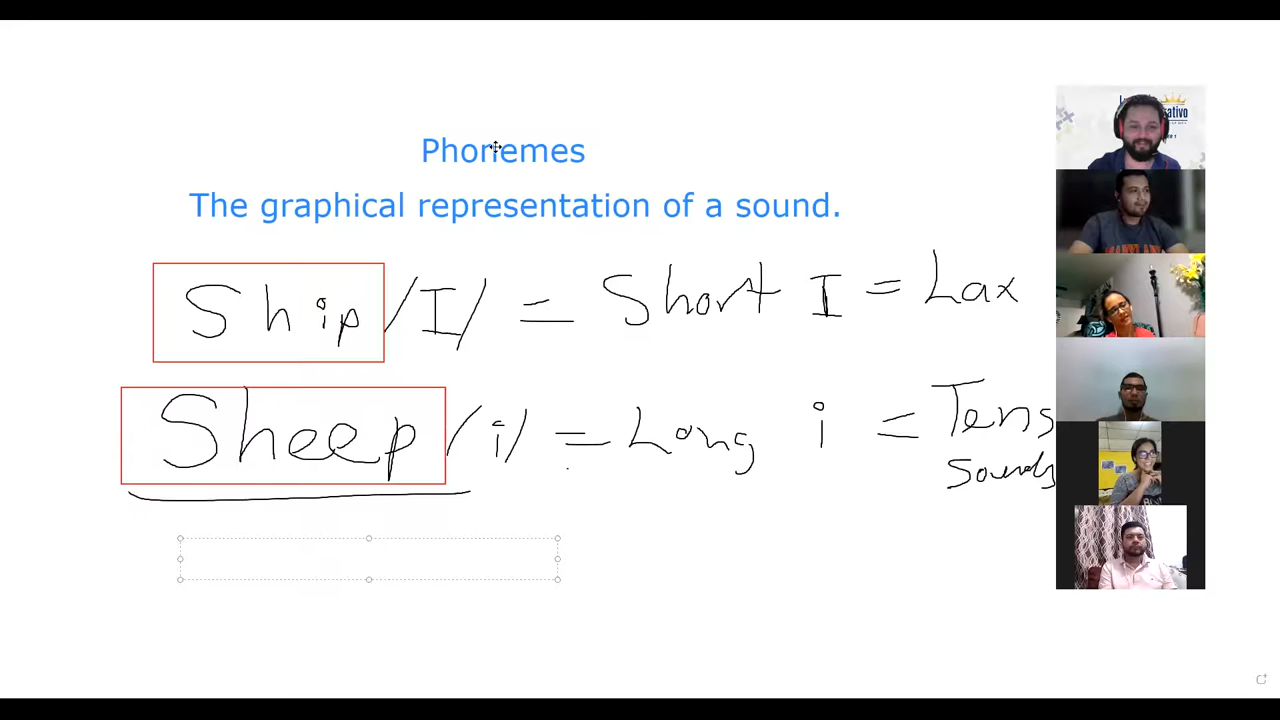 Phonemes
The graphical representation of a sound.
Ship /I/ = Short I = Lax
Sheep /i/ = Long i = Tens
Sounds